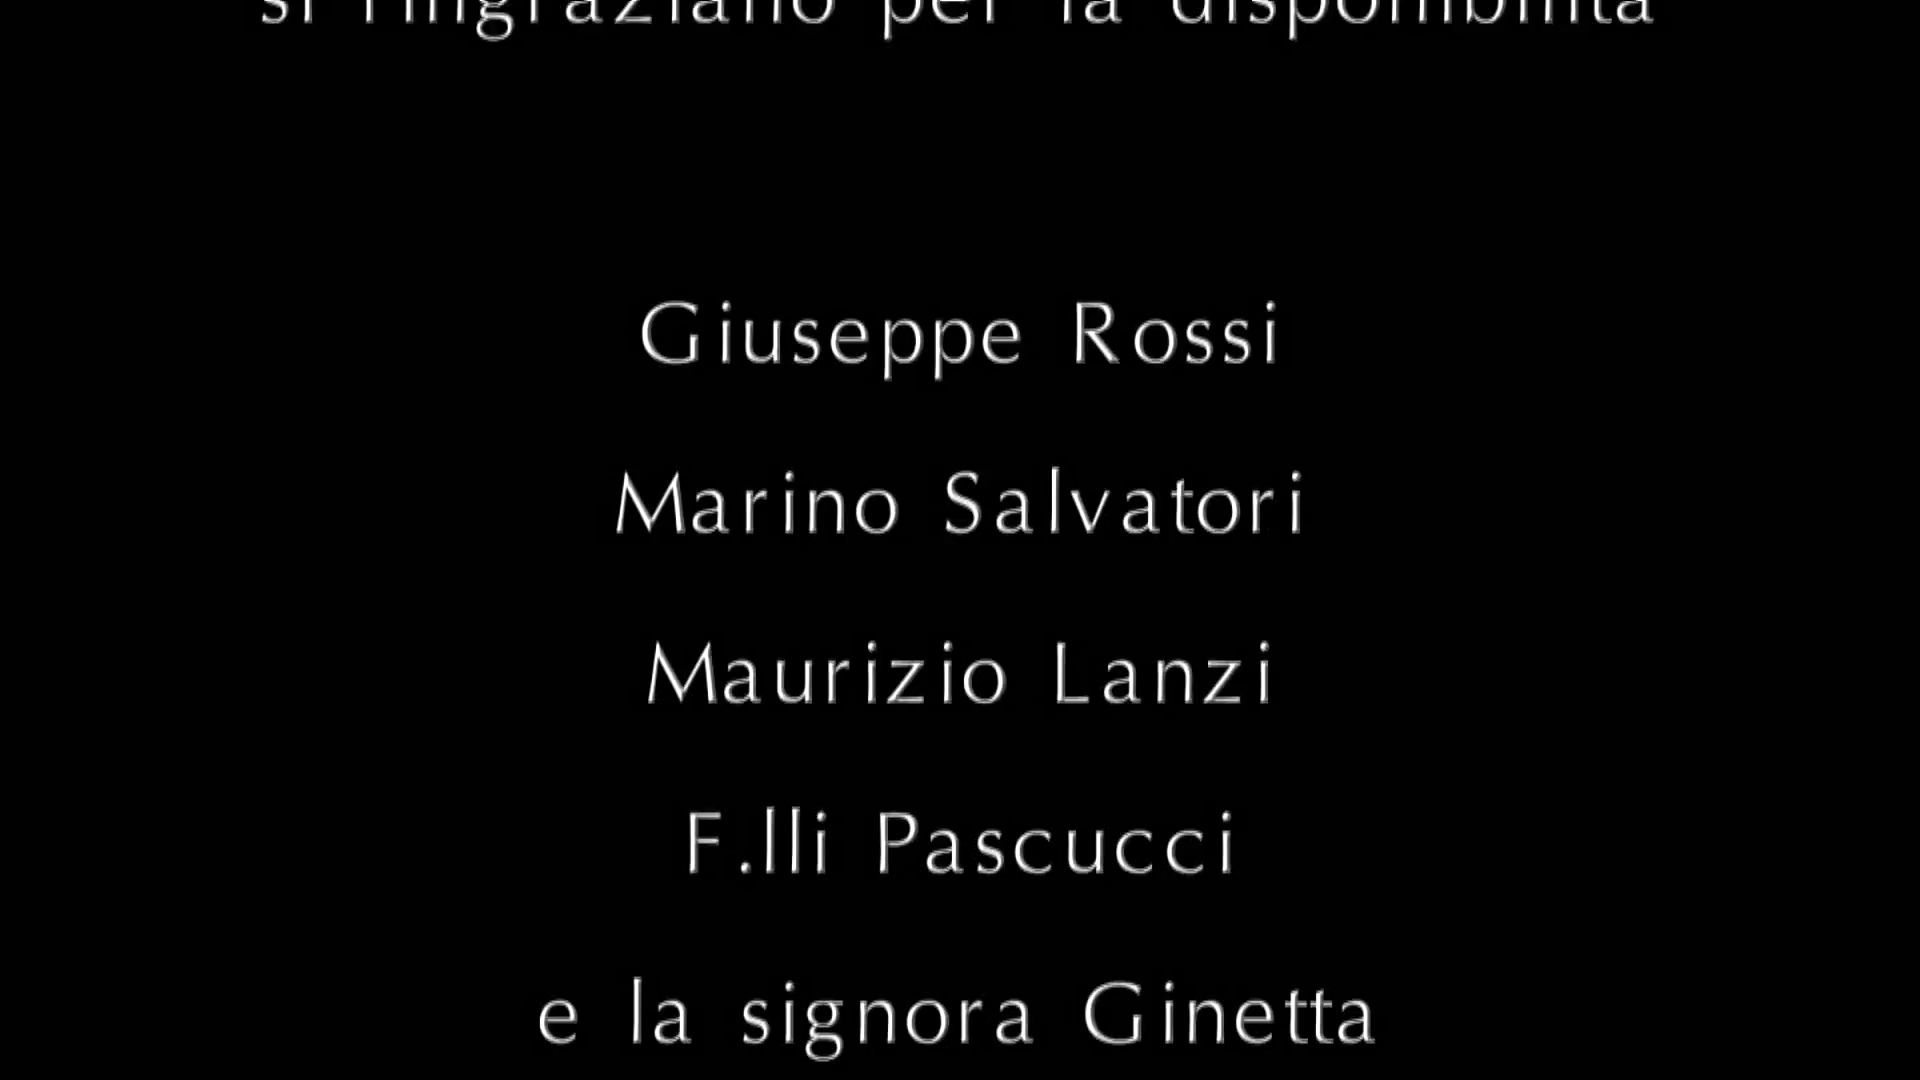 si ringraziano per la disponibilità
Giuseppe Rossi
Marino Salvatori
Maurizio Lanzi
F.lli Pascucci
e la signora Ginetta